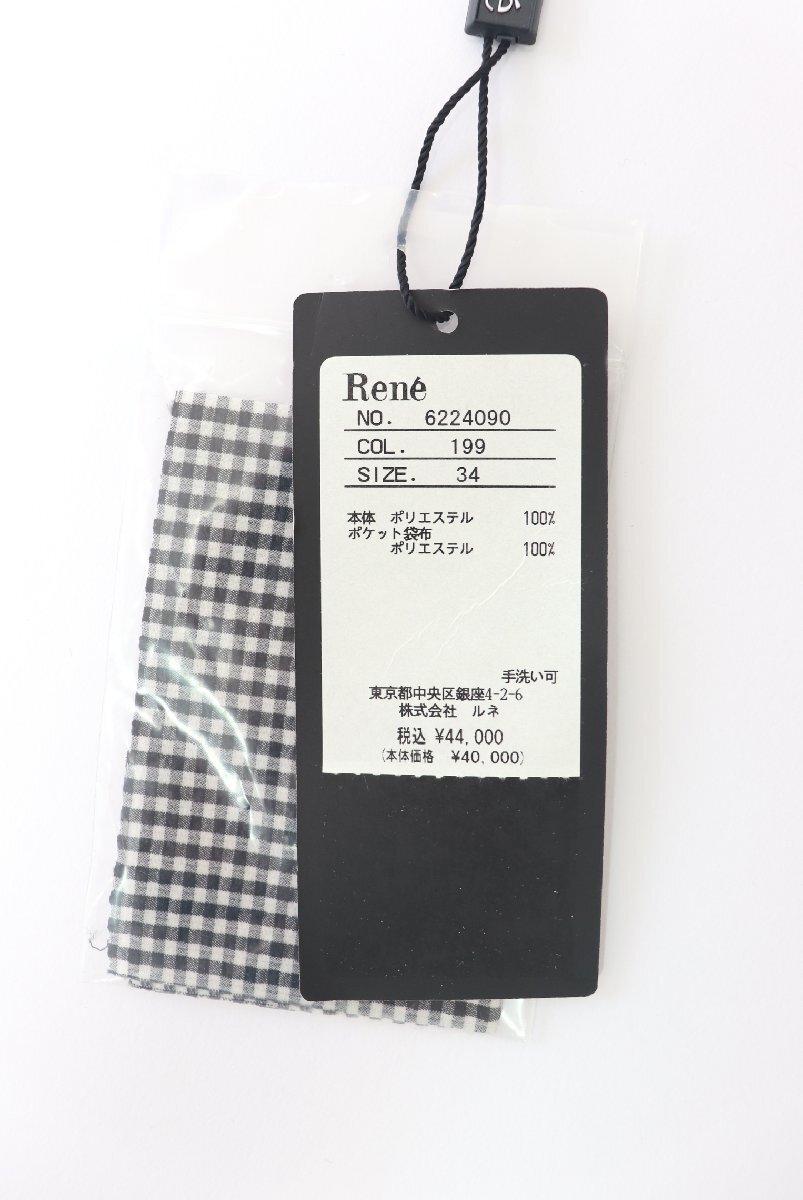 René
NO. 6224090
COL. 199
SIZE. 34
本体 ポリエステル 100%
ポケット袋布
ポリエステル 100%
手洗い可
東京都中央区銀座4-2-6
株式会社 ルネ
税込 ¥44,000
(本体価格 ¥40,000)